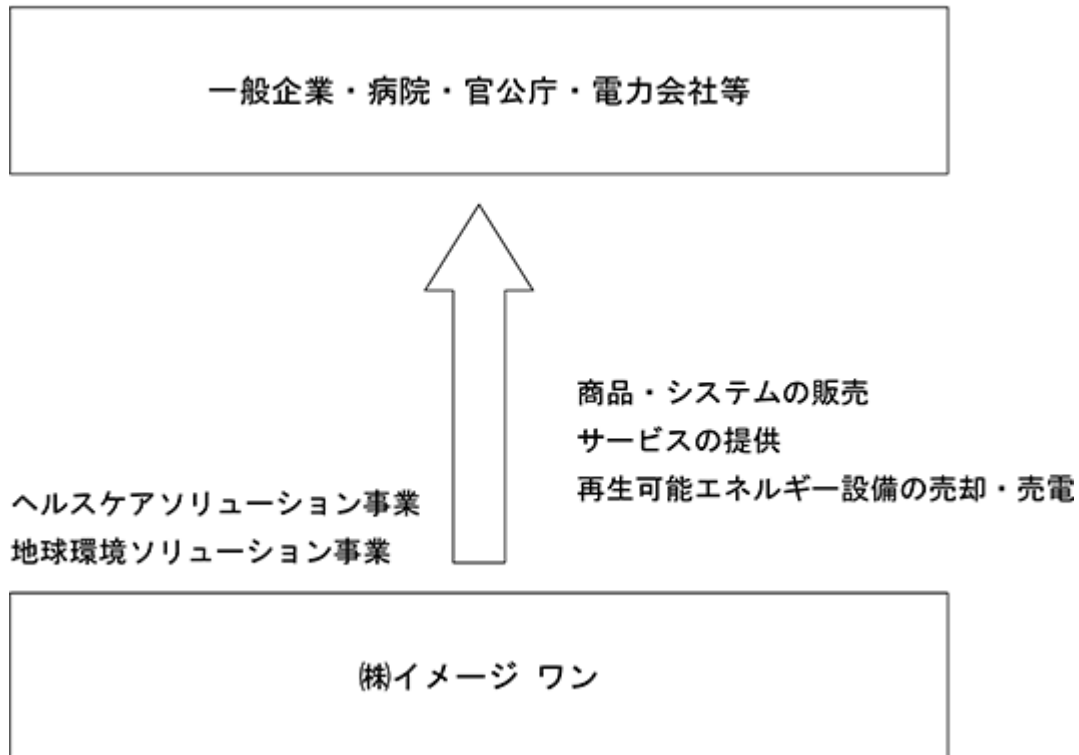 一般企業・病院・官公庁・電力会社等
商品・システムの販売
サービスの提供
再生可能エネルギー設備の売却・売電
ヘルスケアソリューション事業
地球環境ソリューション事業
㈱イメージ ワン